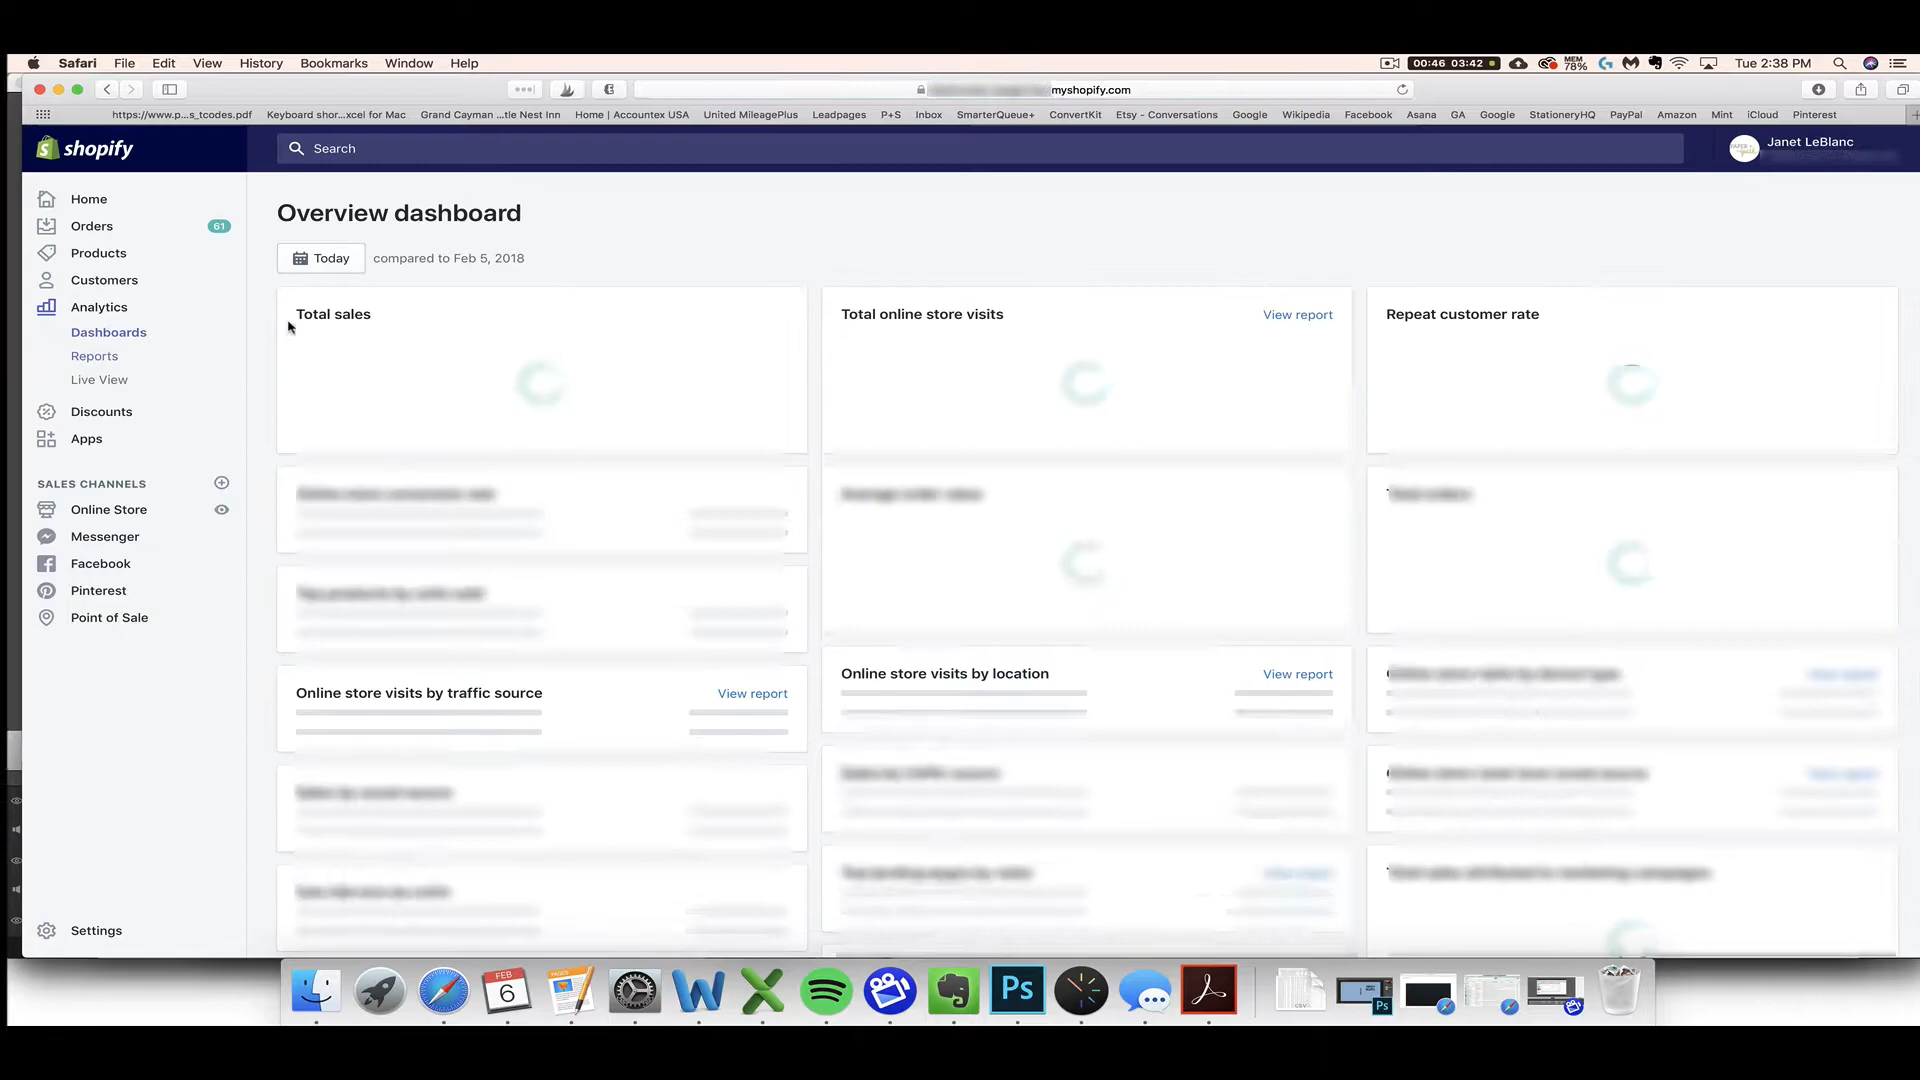 Safari File Edit View History Bookmarks Window Help
00:46 03:42 MEM 78% Tue 2:38 PM
myshopify.com
https://www.p...s_tcodes.pdf Keyboard shor...xcel for Mac Grand Cayman ...tle Nest Inn Home | Accountex USA United MileagePlus Leadpages P+S Inbox SmarterQueue+ ConvertKit Etsy - Conversations Google Wikipedia Facebook Asana GA Google StationeryHQ PayPal Amazon Mint iCloud Pinterest
shopify
Search
Janet LeBlanc
Home
Orders 61
Products
Customers
Analytics
Dashboards
Reports
Live View
Discounts
Apps
SALES CHANNELS
Online Store
Messenger
Facebook
Pinterest
Point of Sale
Settings
Overview dashboard
Today compared to Feb 5, 2018
Total sales
Total online store visits View report
Repeat customer rate
Online store visits by traffic source View report
Online store visits by location View report
FEB
6
PAGES
Ps
CSV
Ps